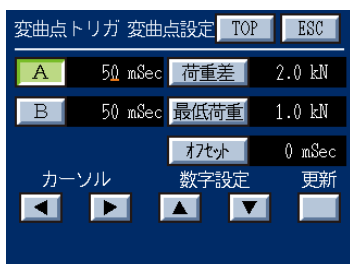 変曲点トリガ 変曲点設定 TOP ESC
A 50 mSec 荷重差 2.0 kN
B 50 mSec 最低荷重 1.0 kN
ｵﾌｾｯﾄ 0 mSec
カーソル 数字設定 更新
◀ ▶ ▲ ▼